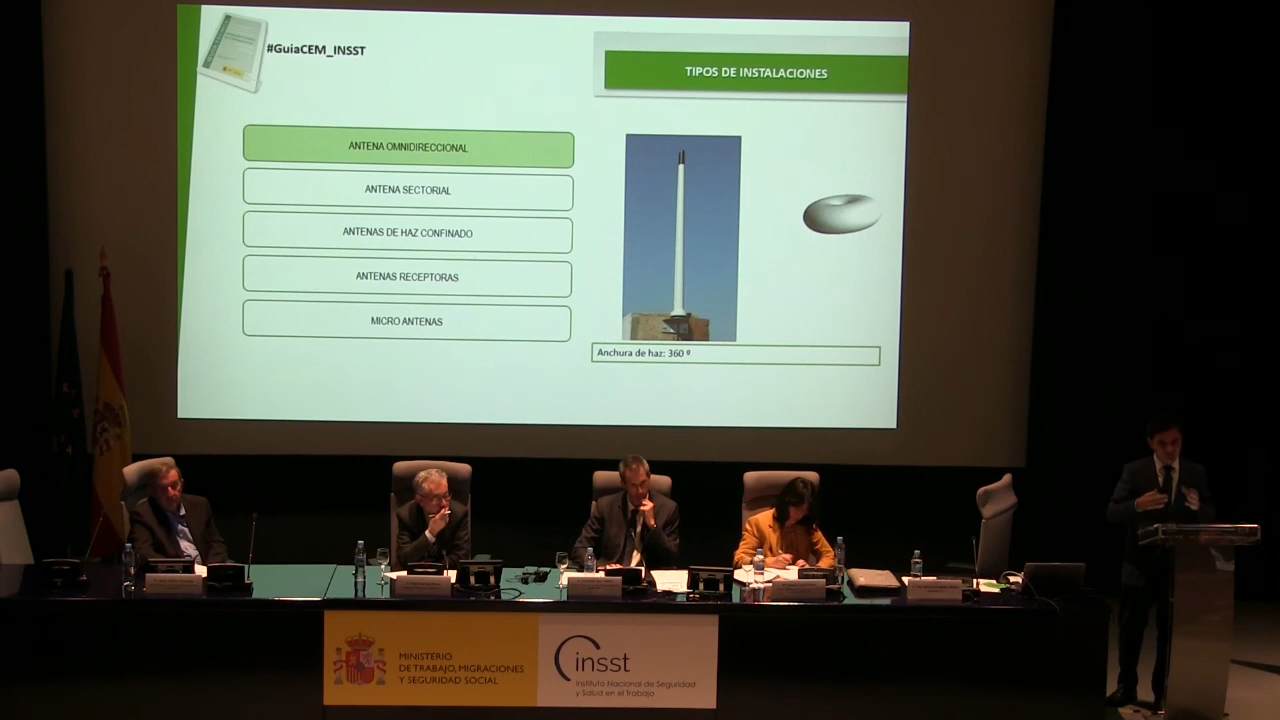 #GuiaCEM_INSST
TIPOS DE INSTALACIONES
ANTENA OMNIDIRECCIONAL
ANTENA SECTORIAL
ANTENAS DE HAZ CONFINADO
ANTENAS RECEPTORAS
MICRO ANTENAS
Anchura de haz: 360 º
MINISTERIO
DE TRABAJO, MIGRACIONES
Y SEGURIDAD SOCIAL
insst
Instituto Nacional de Seguridad
y Salud en el Trabajo